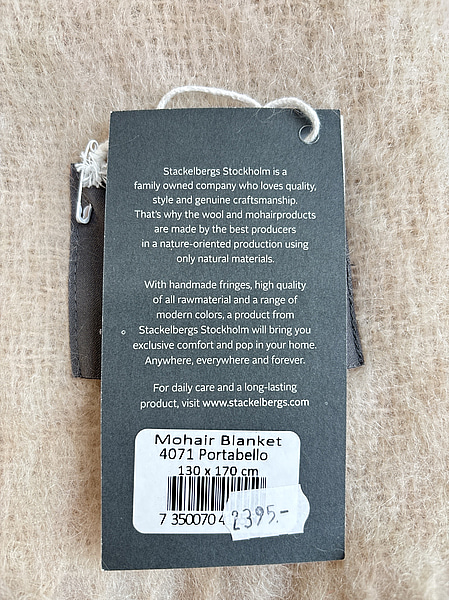 Stackelbergs Stockholm is a
family owned company who loves quality,
style and genuine craftsmanship.
That's why the wool and mohairproducts
are made by the best producers
in a nature-oriented production using
only natural materials.
With handmade fringes, high quality
of all rawmaterial and a range of
modern colors, a product from
Stackelbergs Stockholm will bring you
exclusive comfort and pop in your home.
Anywhere, everywhere and forever.
For daily care and a long-lasting
product, visit www.stackelbergs.com
Mohair Blanket
4071 Portabello
130 x 170 cm
7 350070 4
2395.-